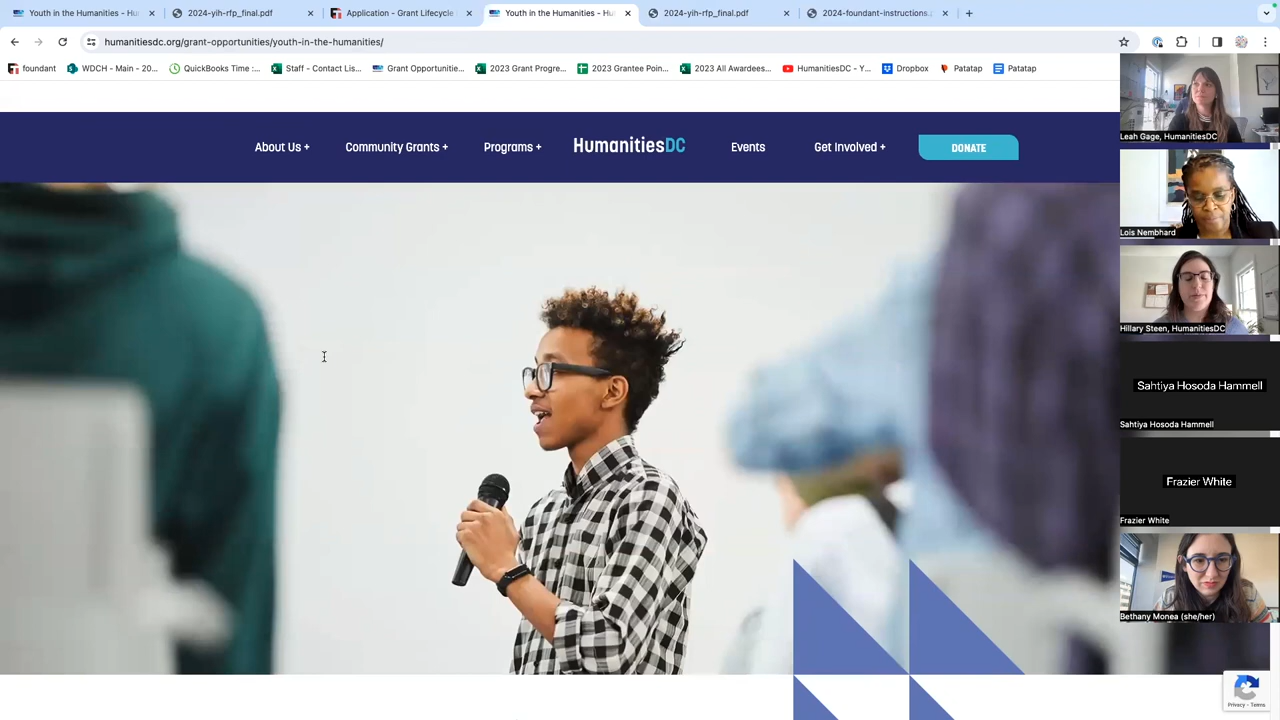 Youth in the Humanities - Hu
2024-yih-rfp_final.pdf
Application - Grant Lifecycle
Youth in the Humanities - Hu
2024-yih-rfp_final.pdf
2024-foundant-instructions.
humanitiesdc.org/grant-opportunities/youth-in-the-humanities/
foundant
WDCH - Main - 20...
QuickBooks Time :...
Staff - Contact Lis...
Grant Opportunitie...
2023 Grant Progre...
2023 Grantee Poin...
2023 All Awardees...
HumanitiesDC - Y...
Dropbox
Patatap
Patatap
About Us +
Community Grants +
Programs +
HumanitiesDC
Events
Get Involved +
DONATE
Leah Gage, HumanitiesDC
Lois Nembhard
Hillary Steen, HumanitiesDC
Sahtiya Hosoda Hammell
Sahtiya Hosoda Hammell
Frazier White
Frazier White
Bethany Monea (she/her)
Privacy - Terms